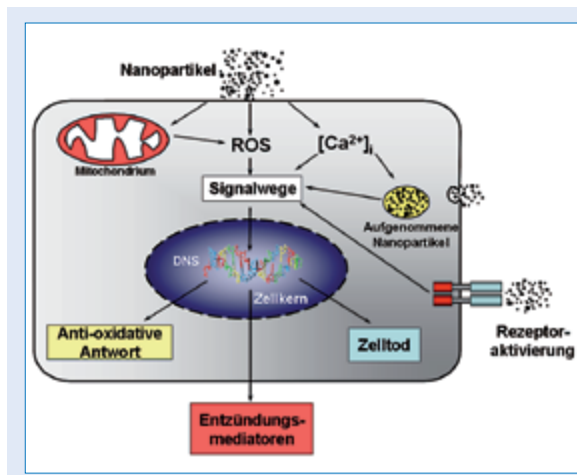 Nanopartikel
Mitochondrium
ROS
[Ca²⁺]i
Signalwege
Aufgenommene
Nanopartikel
DNS
Zellkern
Rezeptor-
aktivierung
Anti-oxidative
Antwort
Zelltod
Entzündungs-
mediatoren